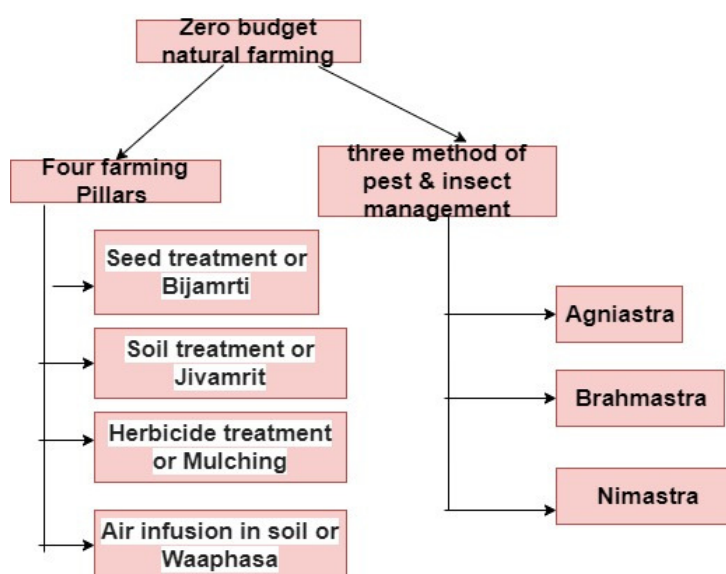 Zero budget
natural farming
Four farming
Pillars
Seed treatment or
Bijamrti
Soil treatment or
Jivamrit
Herbicide treatment
or Mulching
Air infusion in soil or
Waaphasa
three method of
pest & insect
management
Agniastra
Brahmastra
Nimastra